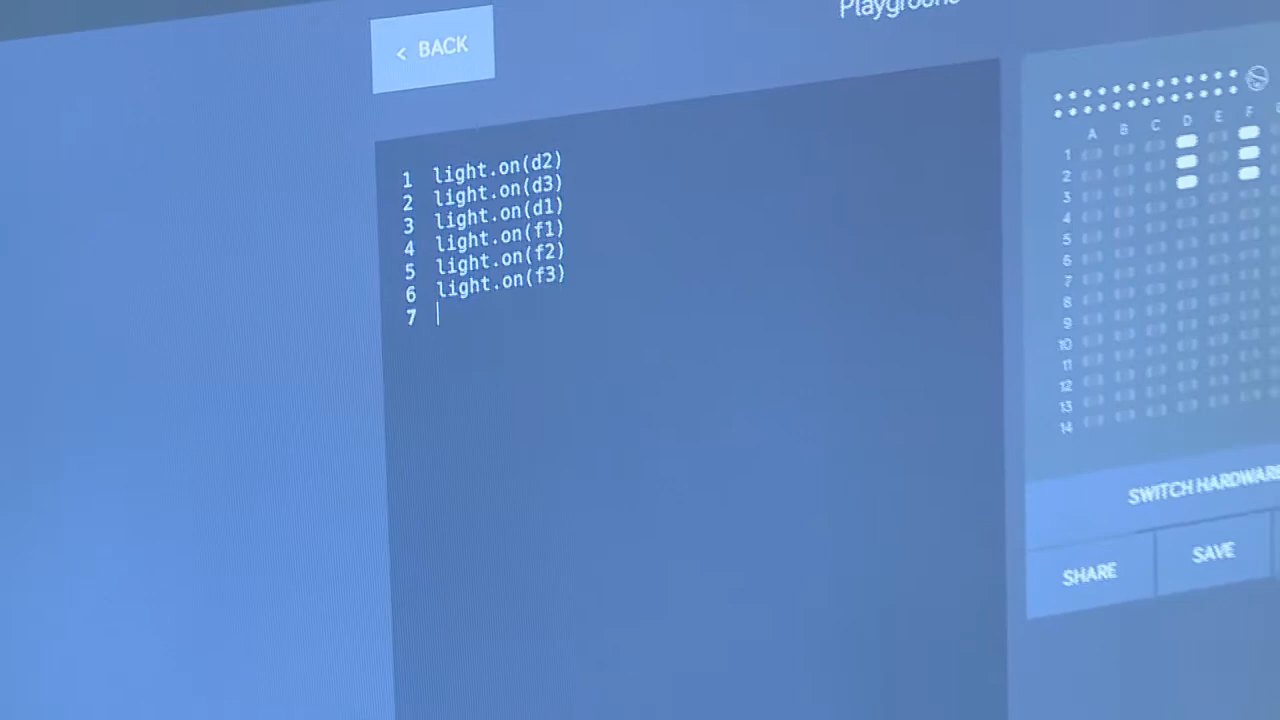 Playground
< BACK
1 light.on(d2)
2 light.on(d3)
3 light.on(d1)
4 light.on(f1)
5 light.on(f2)
6 light.on(f3)
7
A B C D E F
1
2
3
4
5
6
7
8
9
10
11
12
13
14
SWITCH HARDWARE
SHARE
SAVE